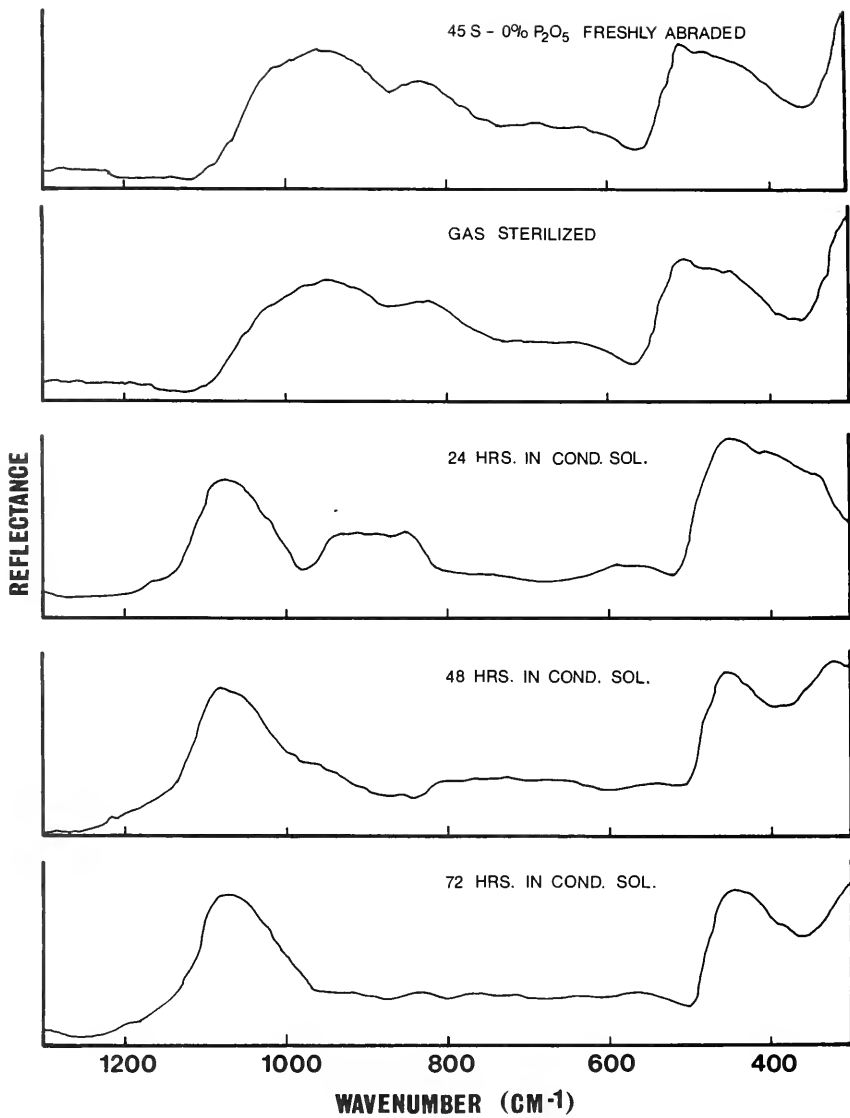 45 S - 0% P₂O₅ FRESHLY ABRADED
GAS STERILIZED
24 HRS. IN COND. SOL.
48 HRS. IN COND. SOL.
72 HRS. IN COND. SOL.
REFLECTANCE
1200 1000 800 600 400
WAVENUMBER (CM⁻¹)